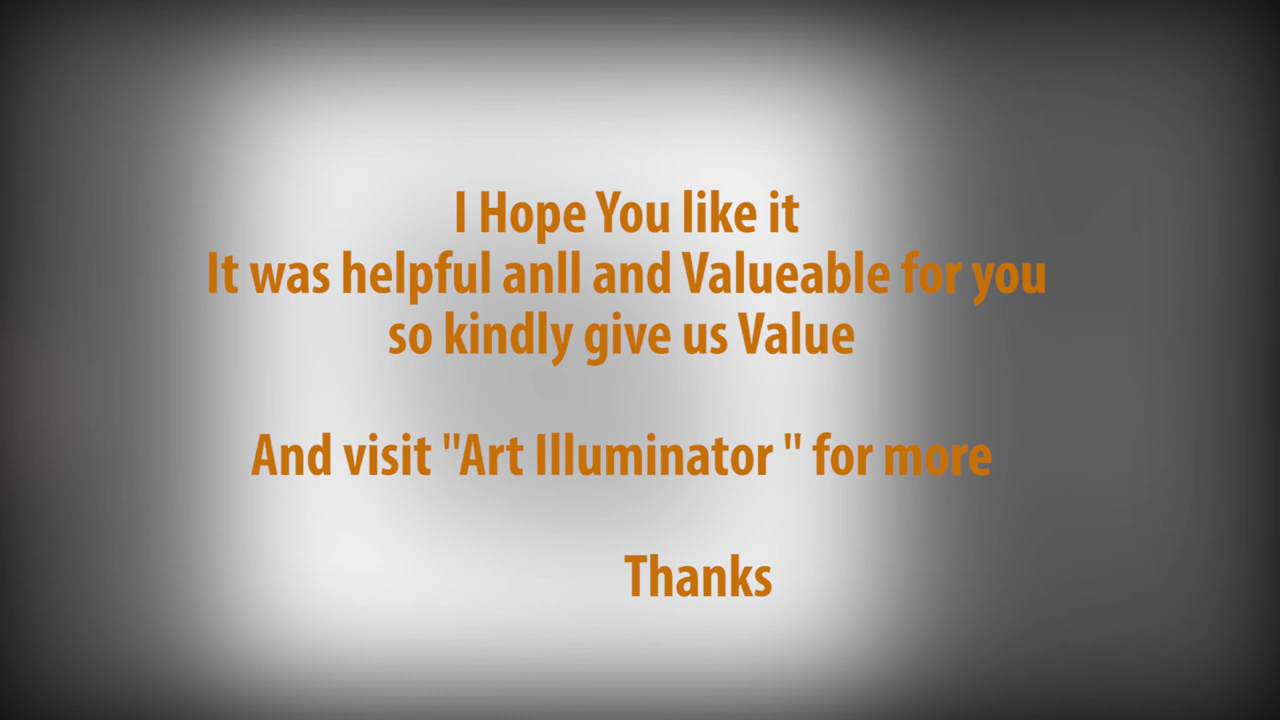 I Hope You like it
It was helpful anll and Valueable for you
so kindly give us Value
And visit "Art Illuminator " for more
Thanks